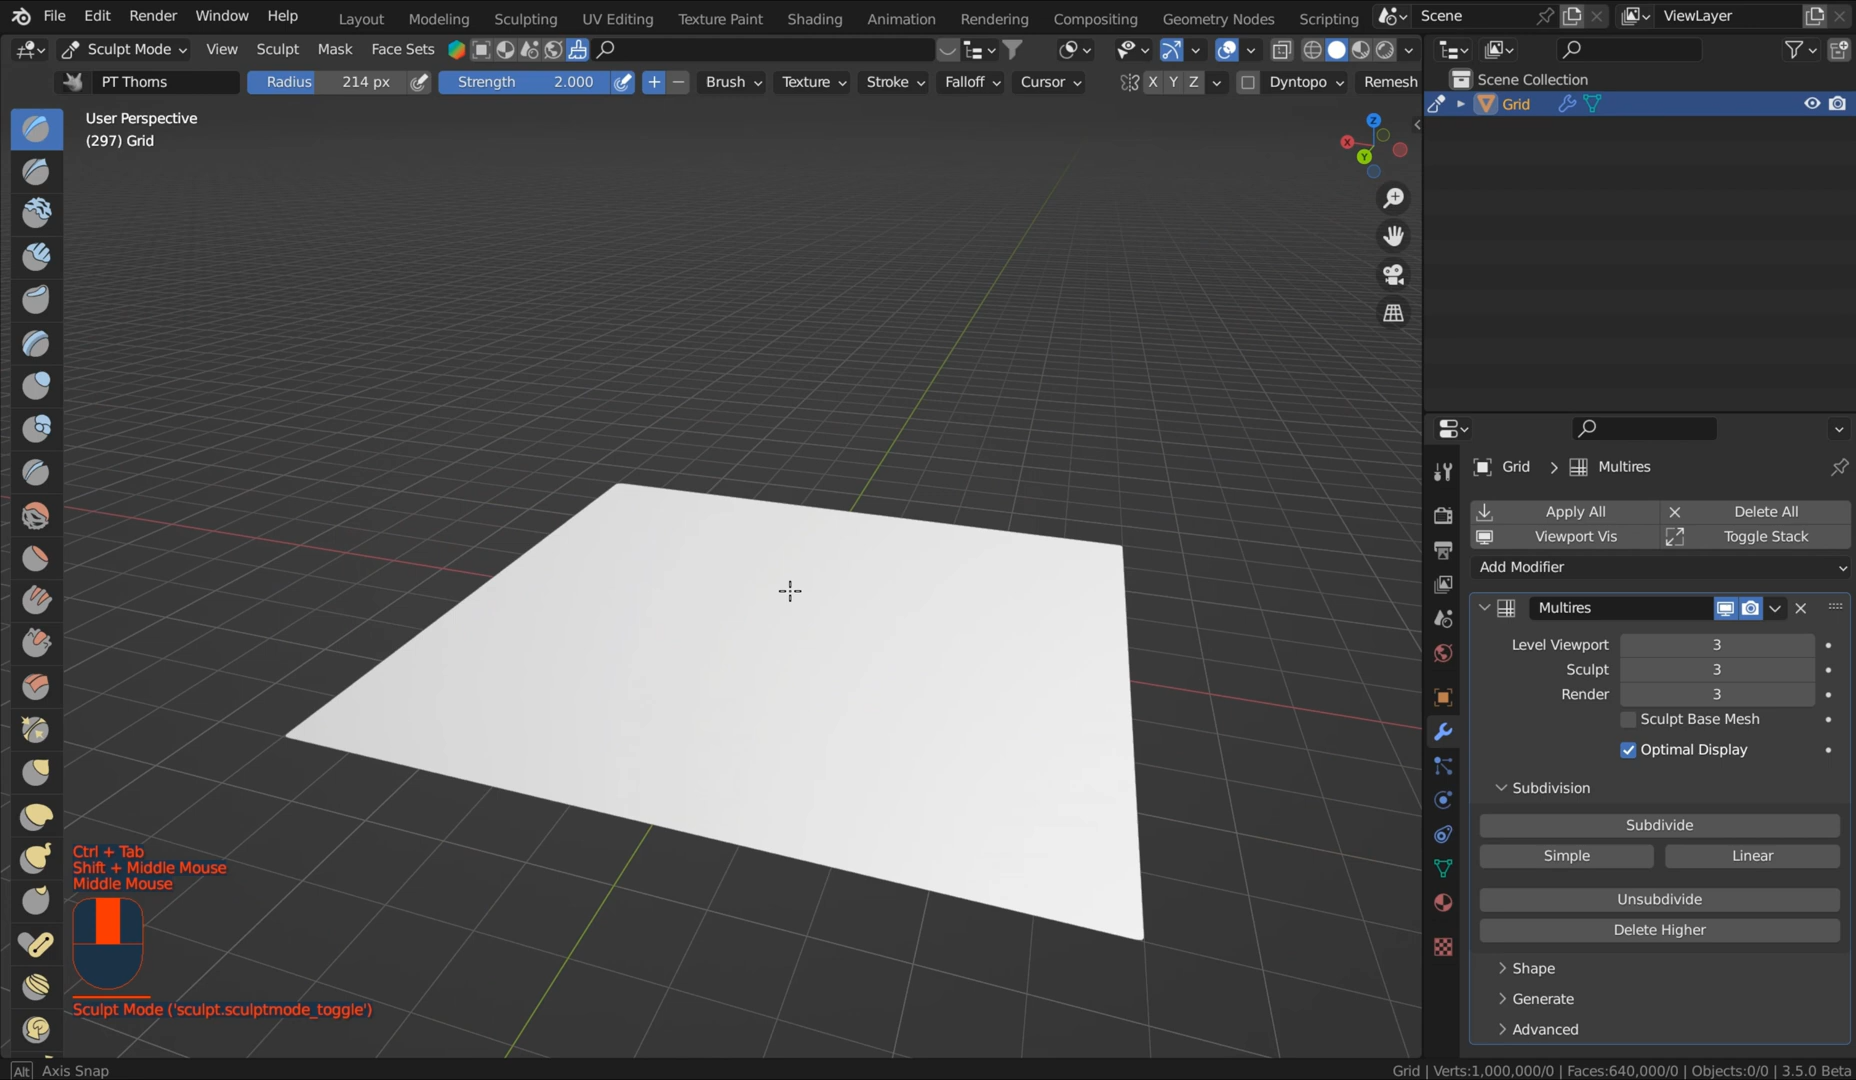 File Edit Render Window Help Layout Modeling Sculpting UV Editing Texture Paint Shading Animation Rendering Compositing Geometry Nodes Scripting Scene ViewLayer
Sculpt Mode View Sculpt Mask Face Sets
PT Thoms Radius 214 px Strength 2.000 + − Brush Texture Stroke Falloff Cursor X Y Z Dyntopo Remesh
User Perspective
(297) Grid
Z
X
Y
Scene Collection
Grid
Grid > Multires
Apply All Delete All
Viewport Vis Toggle Stack
Add Modifier
Multires
Level Viewport 3
Sculpt 3
Render 3
Sculpt Base Mesh
Optimal Display
Subdivision
Subdivide
Simple Linear
Unsubdivide
Delete Higher
Shape
Generate
Advanced
Ctrl + Tab
Shift + Middle Mouse
Middle Mouse
Sculpt Mode ('sculpt.sculptmode_toggle')
Alt Axis Snap
Grid | Verts:1,000,000/0 | Faces:640,000/0 | Objects:0/0 | 3.5.0 Beta